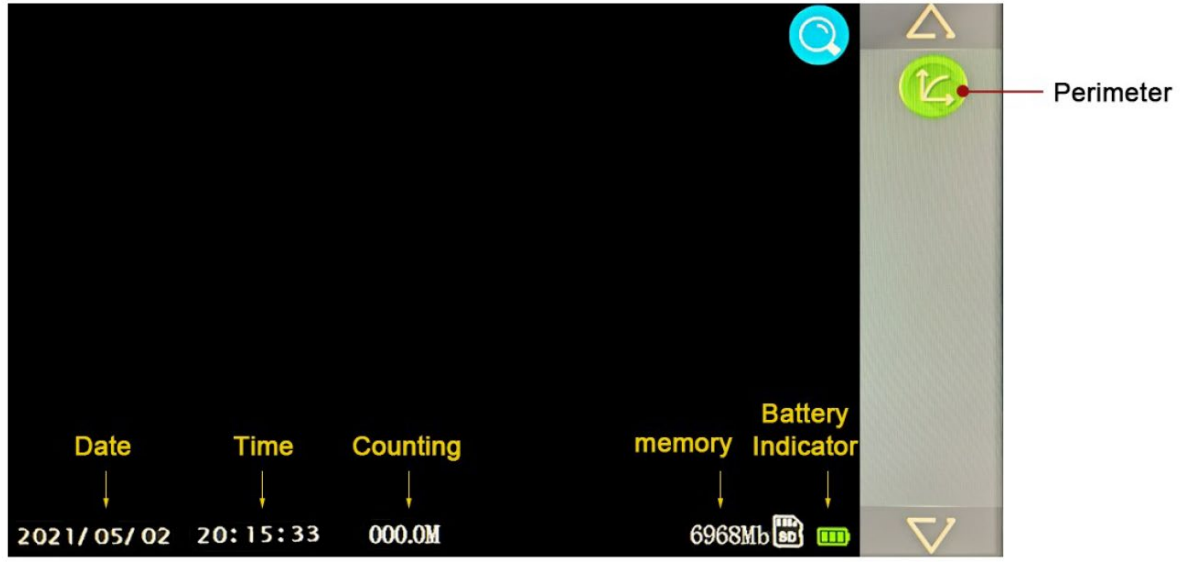 Perimeter
Battery
Date Time Counting memory Indicator
2021/05/02 20:15:33 000.0M 6968Mb SD